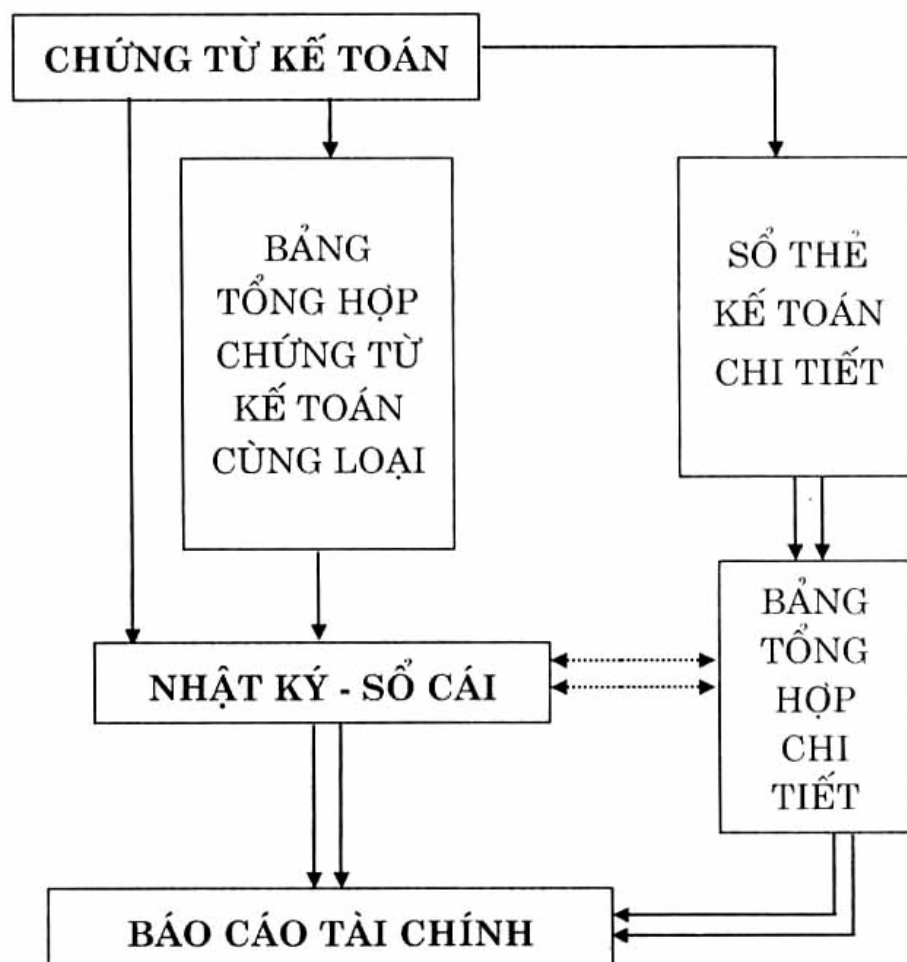 CHỨNG TỪ KẾ TOÁN
BẢNG
TỔNG HỢP
CHỨNG TỪ
KẾ TOÁN
CÙNG LOẠI
SỔ THẺ
KẾ TOÁN
CHI TIẾT
NHẬT KÝ - SỔ CÁI
BẢNG
TỔNG
HỢP
CHI
TIẾT
BÁO CÁO TÀI CHÍNH